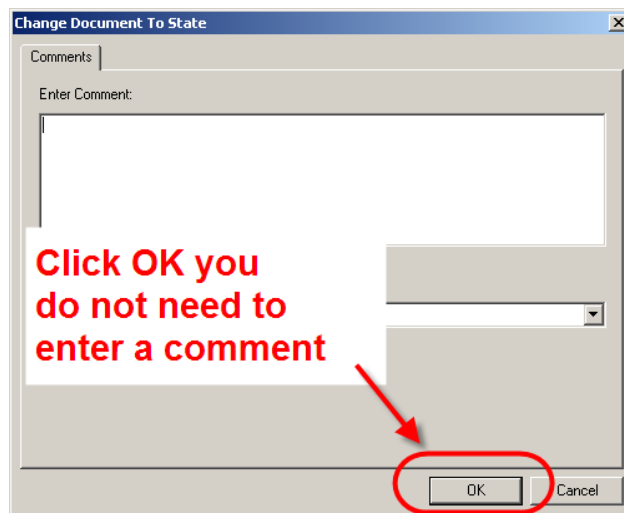 Change Document To State
Comments
Enter Comment:
Click OK you
do not need to
enter a comment
OK
Cancel